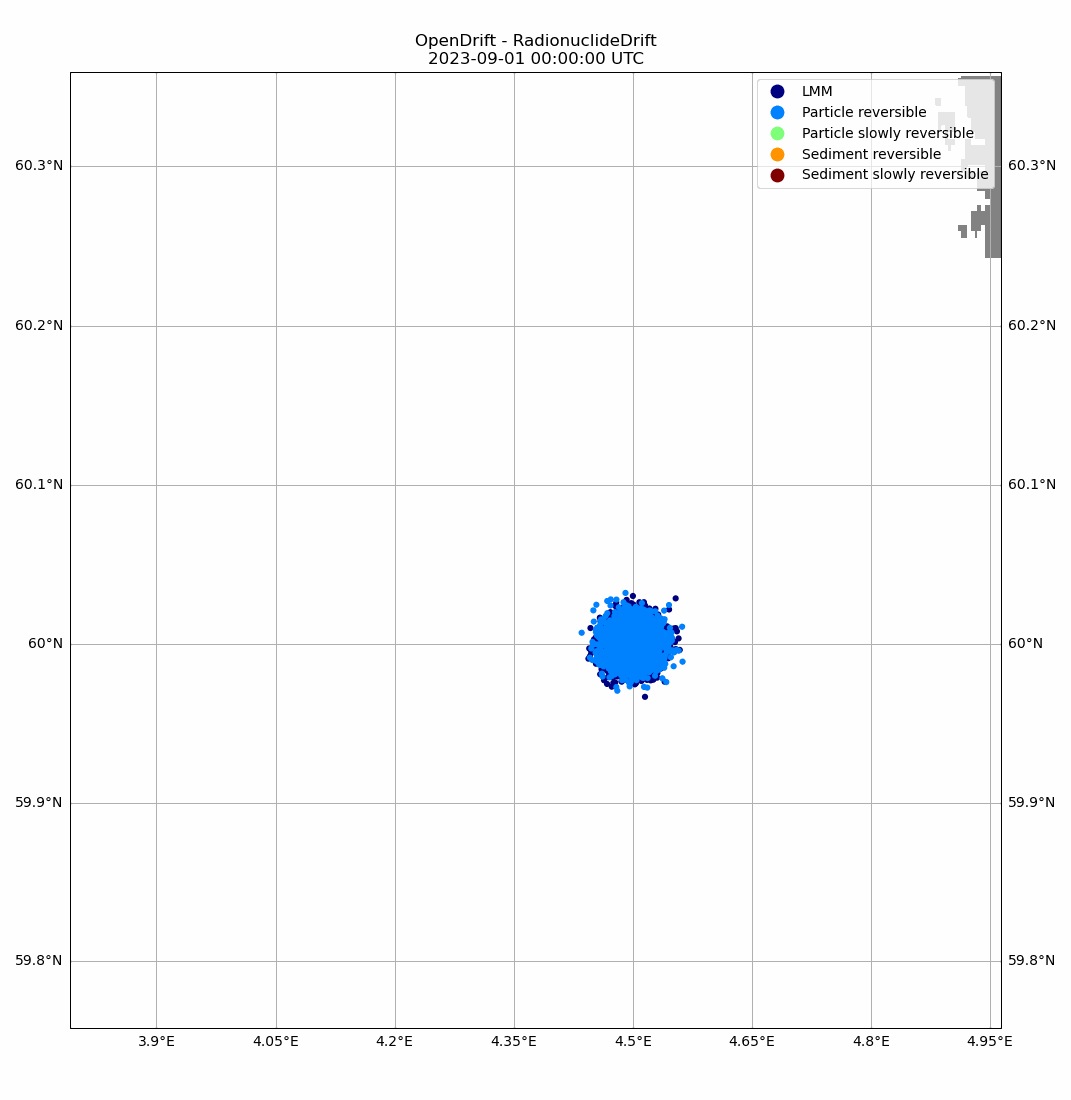 OpenDrift - RadionuclideDrift
2023-09-01 00:00:00 UTC
LMM
Particle reversible
Particle slowly reversible
Sediment reversible
Sediment slowly reversible
60.3°N 60.3°N
60.2°N 60.2°N
60.1°N 60.1°N
60°N 60°N
59.9°N 59.9°N
59.8°N 59.8°N
3.9°E 4.05°E 4.2°E 4.35°E 4.5°E 4.65°E 4.8°E 4.95°E